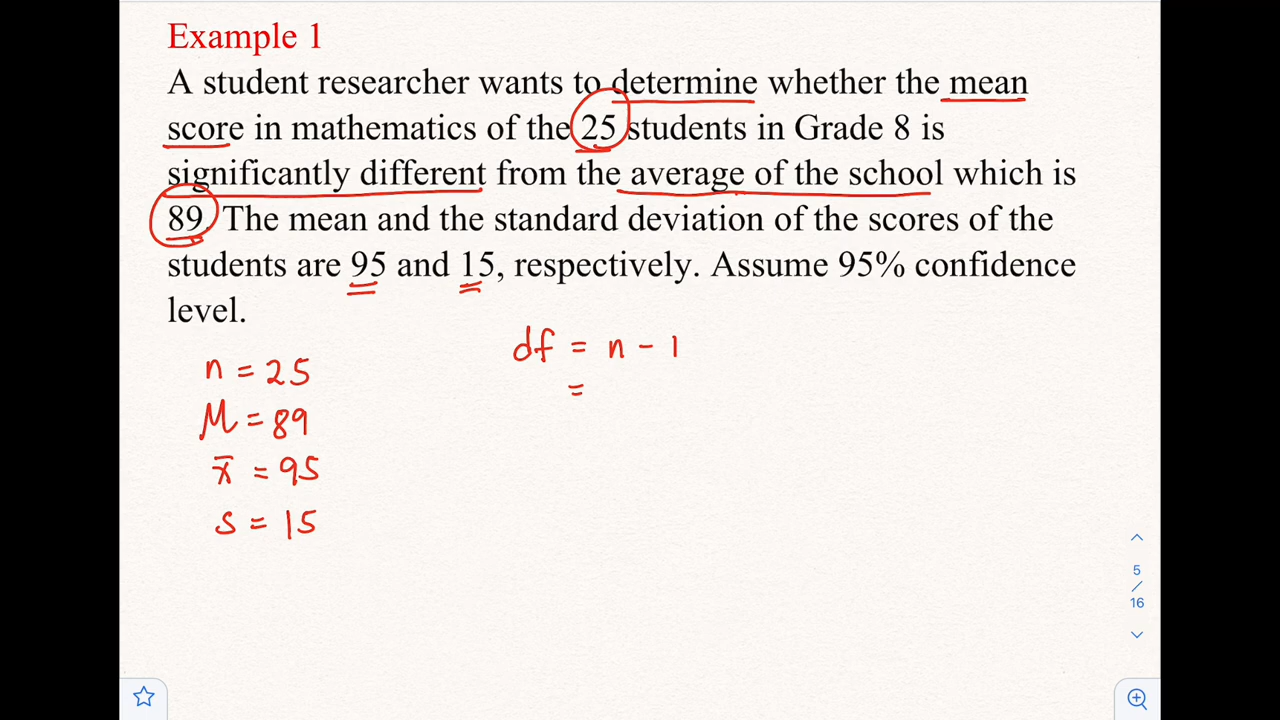 Example 1
A student researcher wants to determine whether the mean
score in mathematics of the 25 students in Grade 8 is
significantly different from the average of the school which is
89. The mean and the standard deviation of the scores of the
students are 95 and 15, respectively. Assume 95% confidence
level.
n = 25
M = 89
x̄ = 95
s = 15
df = n - 1
=
5
/
16